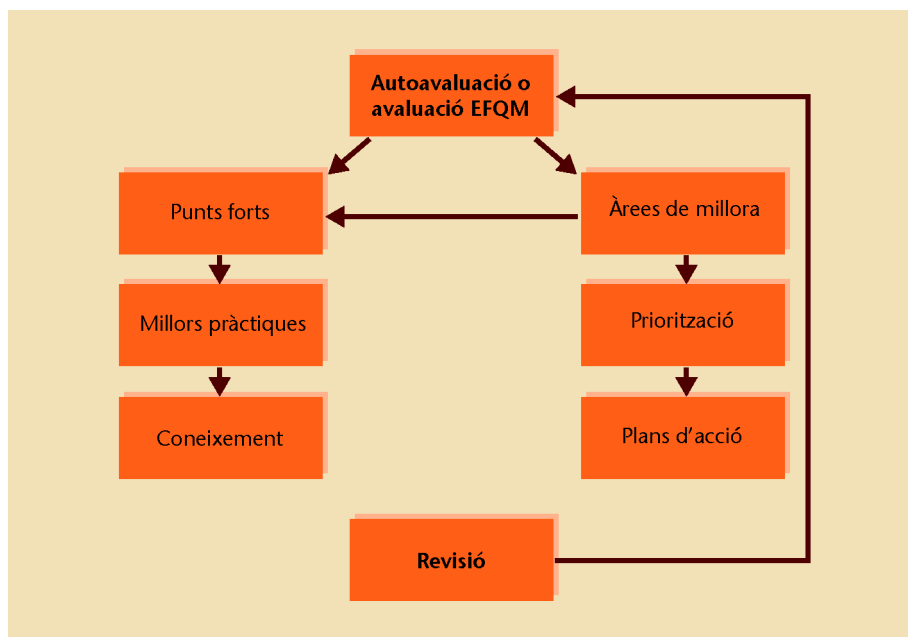 Autoavaluació o
avaluació EFQM
Punts forts
Àrees de millora
Millors pràctiques
Priorització
Coneixement
Plans d’acció
Revisió